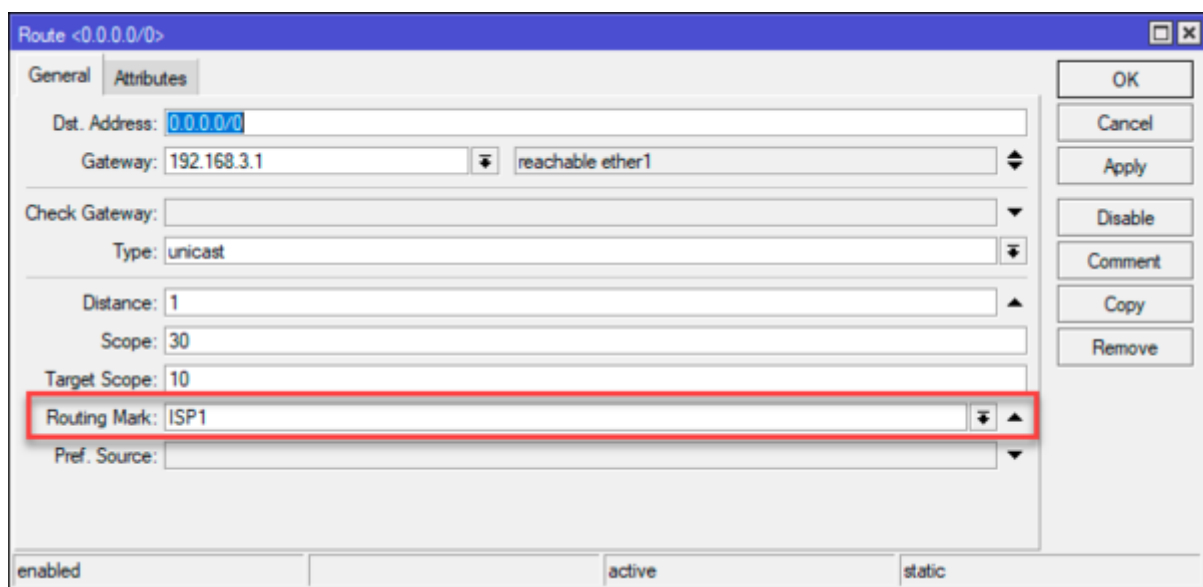 Route <0.0.0.0/0>
General Attributes
OK
Dst. Address: 0.0.0.0/0
Cancel
Gateway: 192.168.3.1 reachable ether1
Apply
Check Gateway:
Disable
Type: unicast
Comment
Distance: 1
Copy
Scope: 30
Remove
Target Scope: 10
Routing Mark: ISP1
Pref. Source:
enabled active static